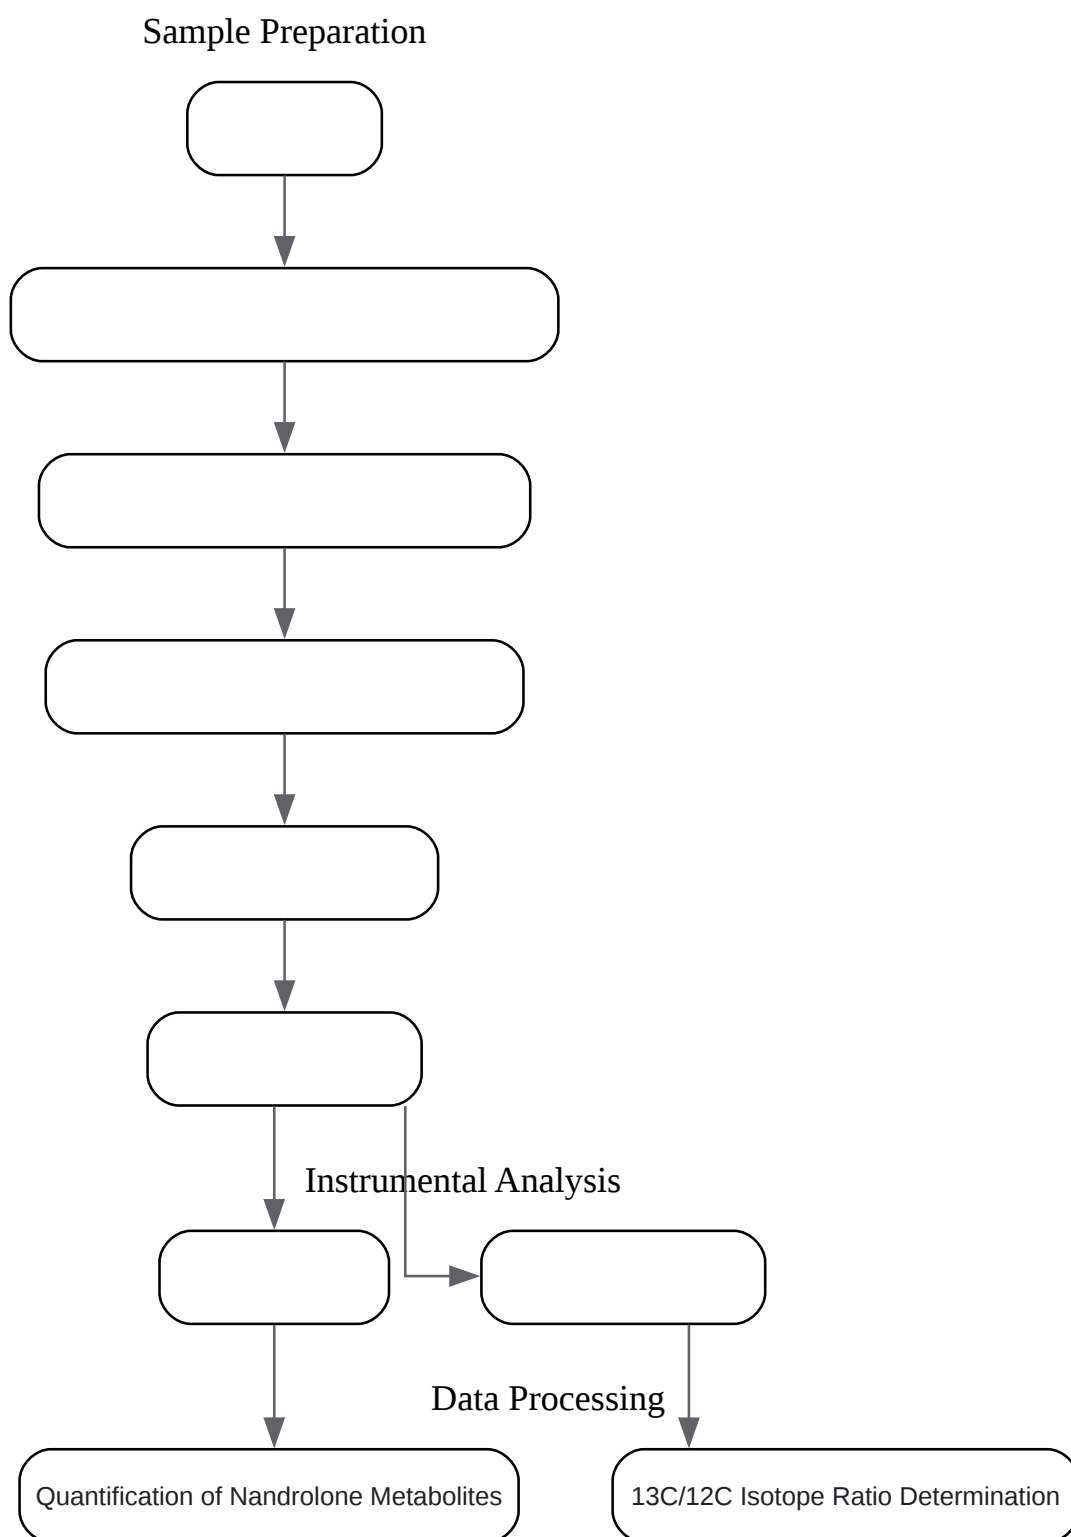 Sample Preparation
Instrumental Analysis
Data Processing
Quantification of Nandrolone Metabolites
13C/12C Isotope Ratio Determination